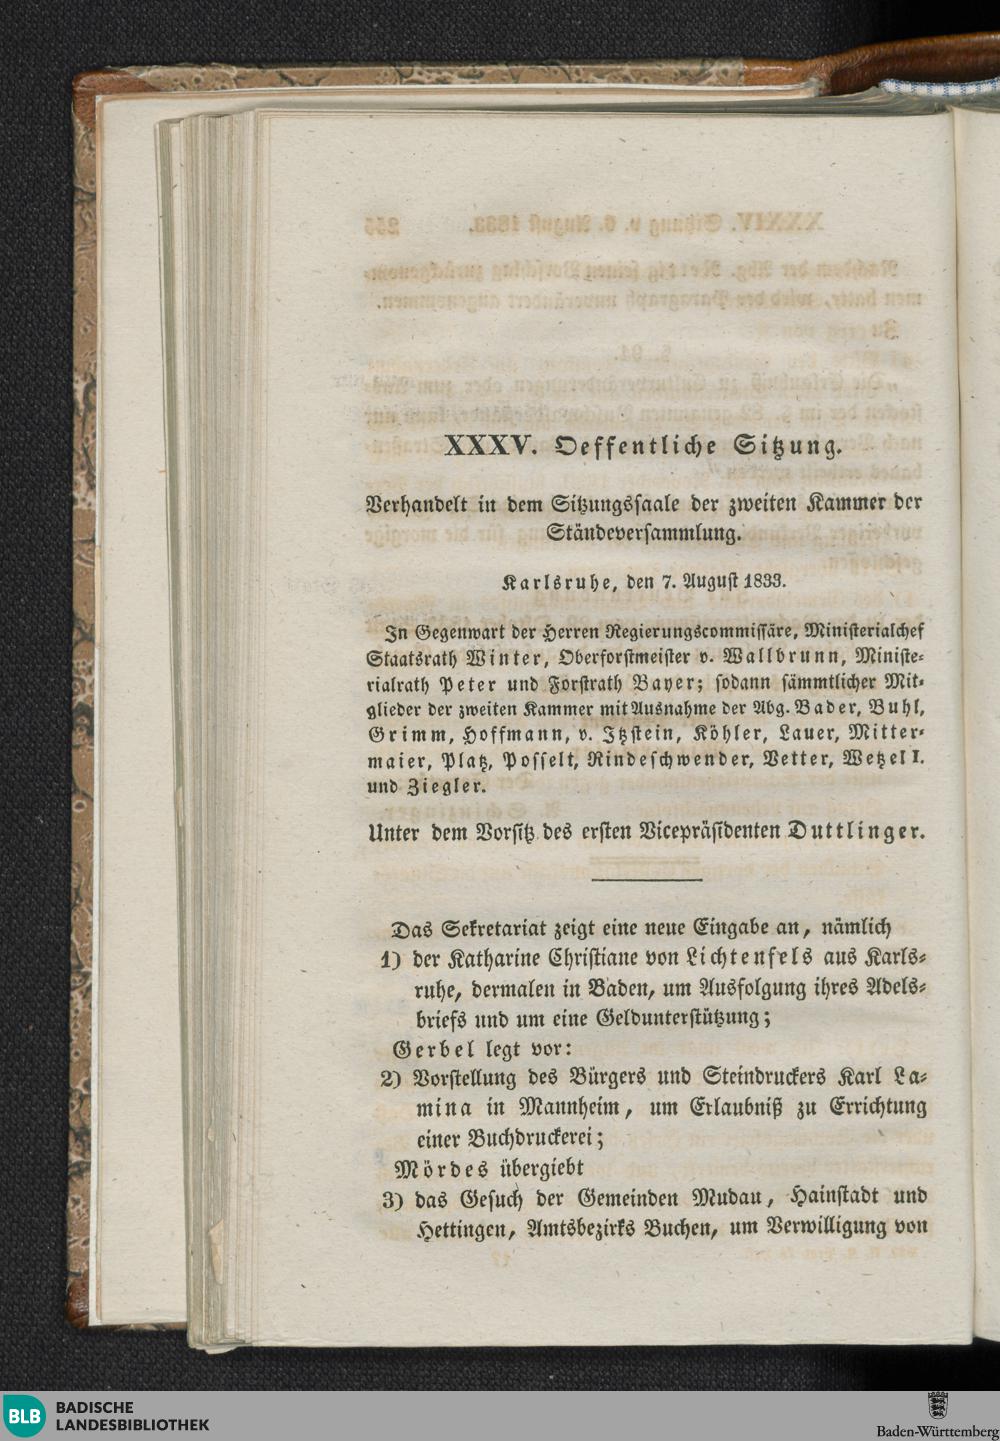 XXXV. Oeffentliche Sitzung.
Verhandelt in dem Sitzungssaale der zweiten Kammer der
Ständeversammlung.
Karlsruhe, den 7. August 1833.
In Gegenwart der Herren Regierungscommissäre, Ministerialchef
Staatsrath Winter, Oberforstmeister v. Wallbrunn, Ministe-
rialrath Peter und Forstrath Bayer; sodann sämmtlicher Mit-
glieder der zweiten Kammer mit Ausnahme der Abg. Bader, Buhl,
Grimm, Hoffmann, v. Itzstein, Köhler, Lauer, Mitter-
maier, Platz, Posselt, Rindeschwender, Vetter, Wetzel I.
und Ziegler.
Unter dem Vorsitz des ersten Vicepräsidenten Duttlinger.
Das Sekretariat zeigt eine neue Eingabe an, nämlich
1) der Katharine Christiane von Lichtenfels aus Karls-
ruhe, dermalen in Baden, um Ausfolgung ihres Adels-
briefs und um eine Geldunterstützung;
Gerbel legt vor:
2) Vorstellung des Bürgers und Steindruckers Karl La-
mina in Mannheim, um Erlaubniß zu Errichtung
einer Buchdruckerei;
Mördes übergiebt
3) das Gesuch der Gemeinden Mudau, Hainstadt und
Hettingen, Amtsbezirks Buchen, um Verwilligung von
BLB BADISCHE
LANDESBIBLIOTHEK
Baden-Württemberg